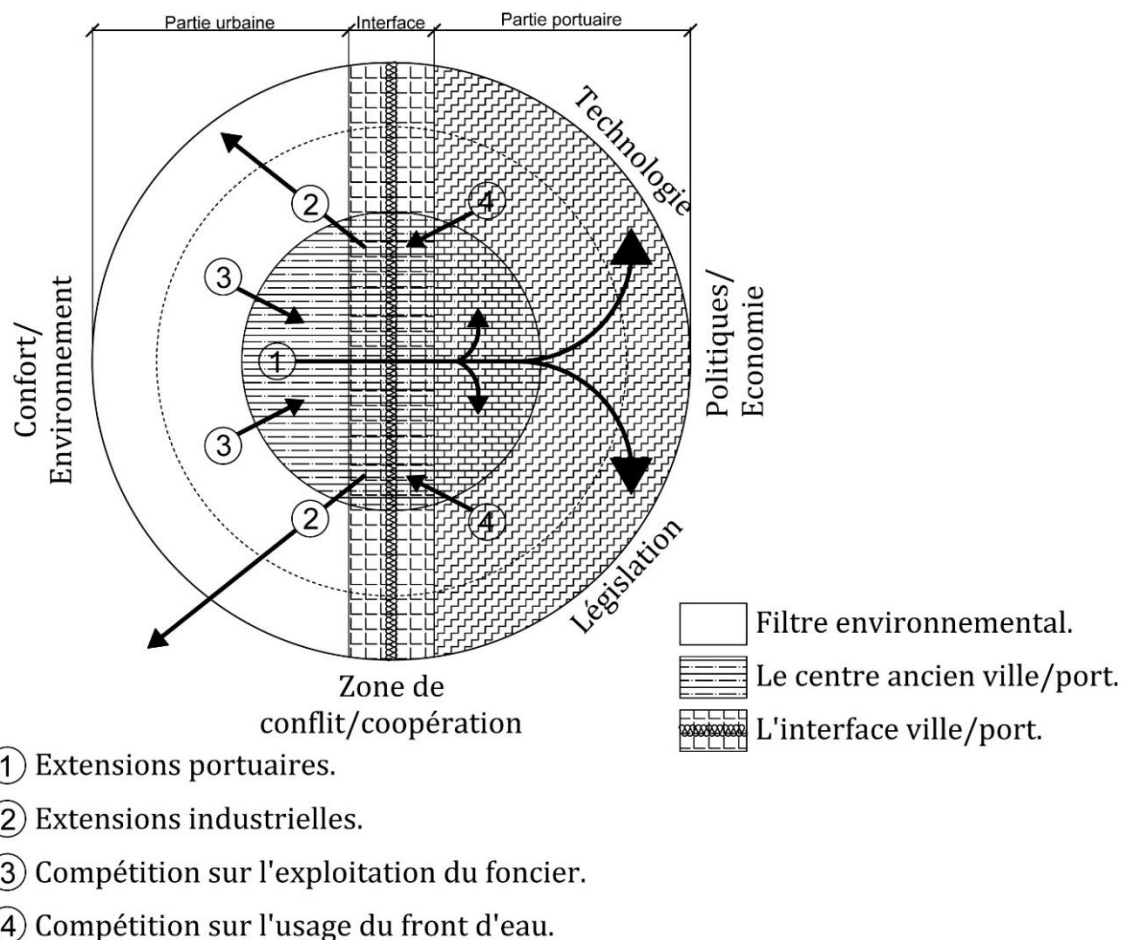 Partie urbaine
Interface
Partie portuaire
Technologie
2
4
3
Confort/
Environnement
1
Politiques/
Economie
3
2
4
Législation
Zone de
conflit/coopération
Filtre environnemental.
Le centre ancien ville/port.
L'interface ville/port.
1 Extensions portuaires.
2 Extensions industrielles.
3 Compétition sur l'exploitation du foncier.
4 Compétition sur l'usage du front d'eau.